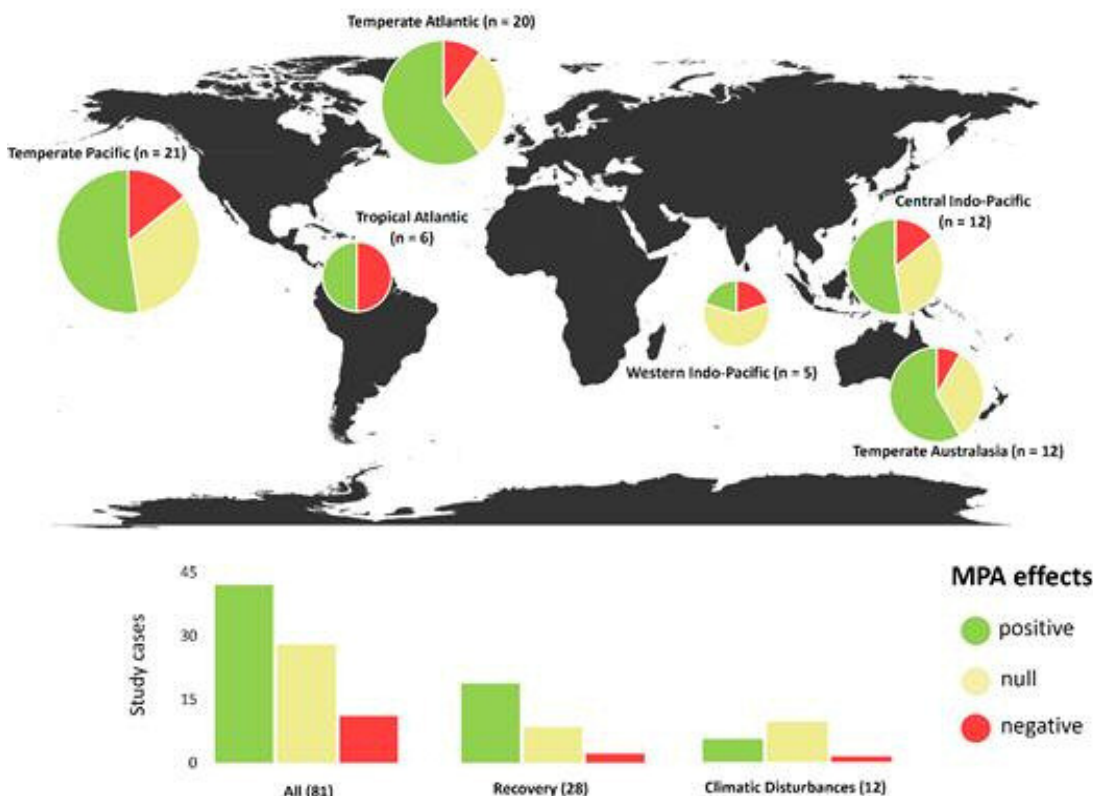 Temperate Atlantic (n = 20)
Temperate Pacific (n = 21)
Central Indo-Pacific
(n = 12)
Tropical Atlantic
(n = 6)
Western Indo-Pacific (n = 5)
Temperate Australasia (n = 12)
MPA effects
positive
null
negative
Study cases
45
30
15
0
All (81)
Recovery (28)
Climatic Disturbances (12)